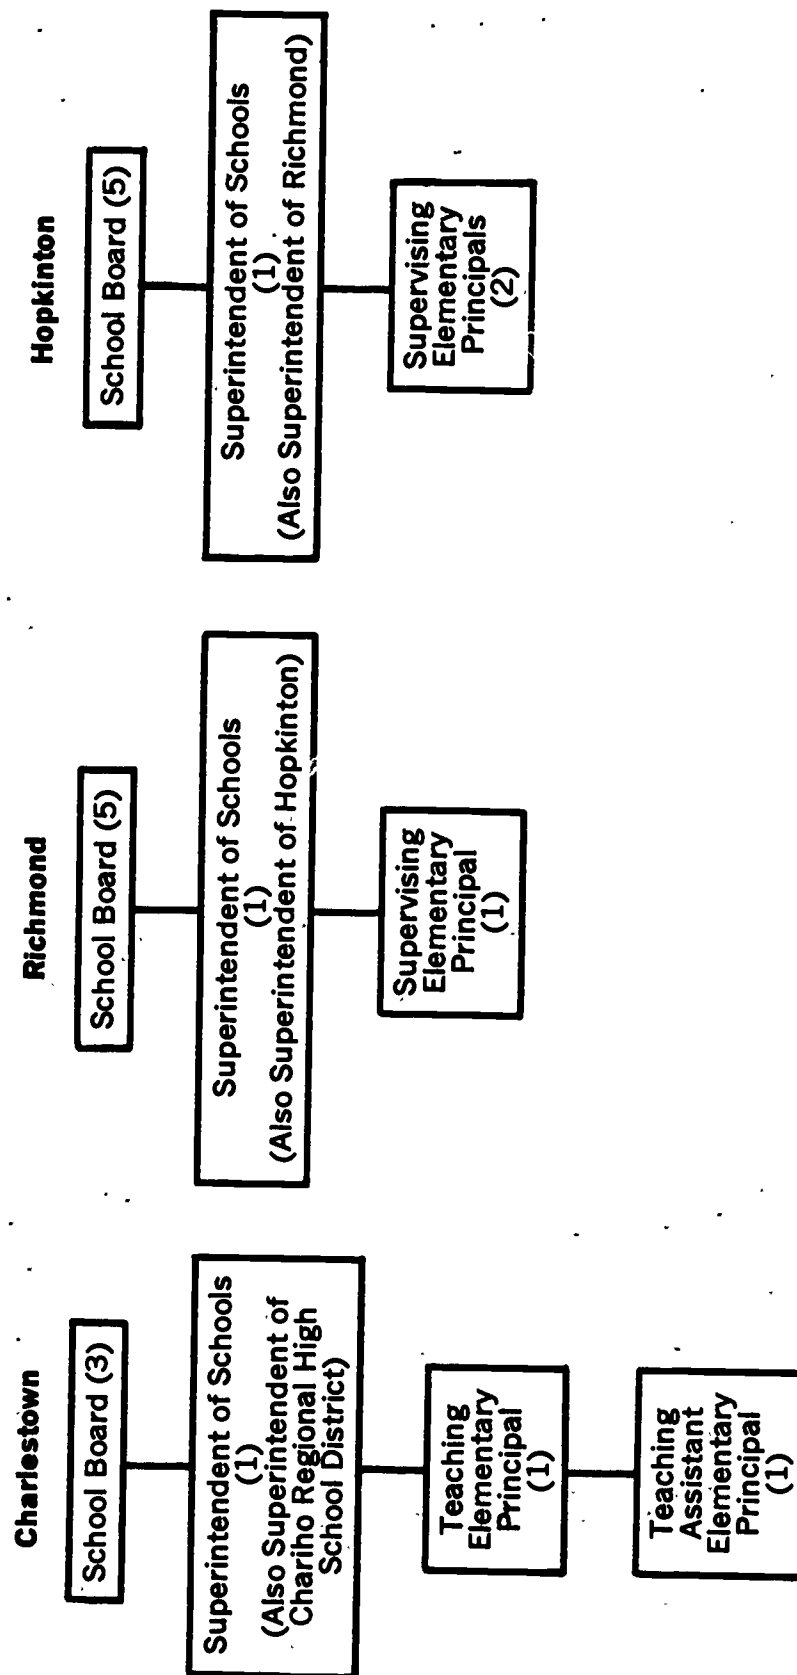 Charlestown
School Board (3)
Superintendent of Schools
(1)
(Also Superintendent of
Chariho Regional High
School District)
Teaching
Elementary
Principal
(1)
Teaching
Assistant
Elementary
Principal
(1)
Richmond
School Board (5)
Superintendent of Schools
(1)
(Also Superintendent of Hopkinton)
Supervising
Elementary
Principal
(1)
Hopkinton
School Board (5)
Superintendent of Schools
(1)
(Also Superintendent of Richmond)
Supervising
Elementary
Principals
(2)